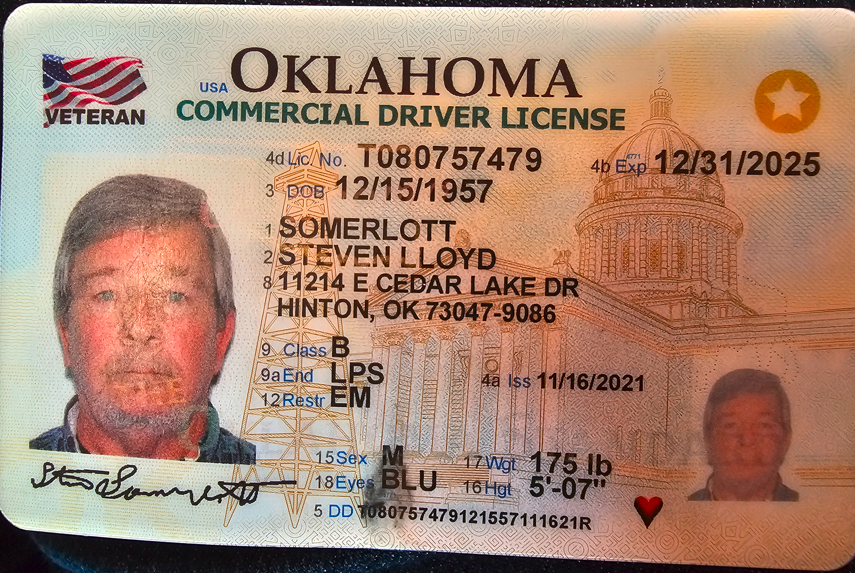 USA OKLAHOMA
VETERAN
COMMERCIAL DRIVER LICENSE
4d Lic. No. T080757479 4b Exp 12/31/2025
3 DOB 12/15/1957
1 SOMERLOTT
2 STEVEN LLOYD
8 11214 E CEDAR LAKE DR
HINTON, OK 73047-9086
9 Class B
9a End LPS 4a Iss 11/16/2021
12 Restr EM
15 Sex M 17 Wgt 175 lb
18 Eyes BLU 16 Hgt 5'-07"
5 DD T080757479121557111621R